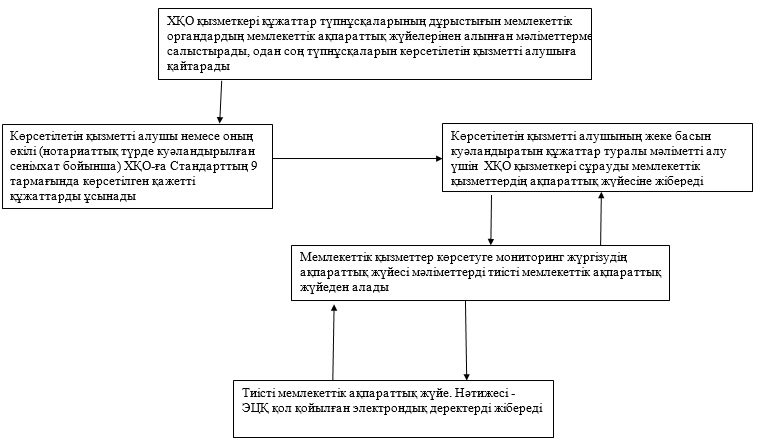 ХҚО қызметкері құжаттар түпнұсқаларының дұрыстығын мемлекеттік
органдардың мемлекеттік ақпараттық жүйелерінен алынған мәліметтерме
салыстырады, одан соң түпнұсқаларын көрсетілетін қызметті алушыға
қайтарады
Көрсетілетін қызметті алушы немесе оның
өкілі (нотариаттық түрде куәландырылған
сенімхат бойынша) ХҚО-ға Стандарттың 9
тармағында көрсетілген қажетті
құжаттарды ұсынады
Көрсетілетін қызметті алушының жеке басын
куәландыратын құжаттар туралы мәліметті алу
үшін ХҚО қызметкері сұрауды мемлекеттік
қызметтердің ақпараттық жүйесіне жібереді
Мемлекеттік қызметтер көрсетуге мониторинг жүргізудің
ақпараттық жүйесі мәліметтерді тиісті мемлекеттік ақпараттық
жүйеден алады
Тиісті мемлекеттік ақпараттық жүйе. Нәтижесі -
ЭЦҚ қол қойылған электрондық деректерді жібереді